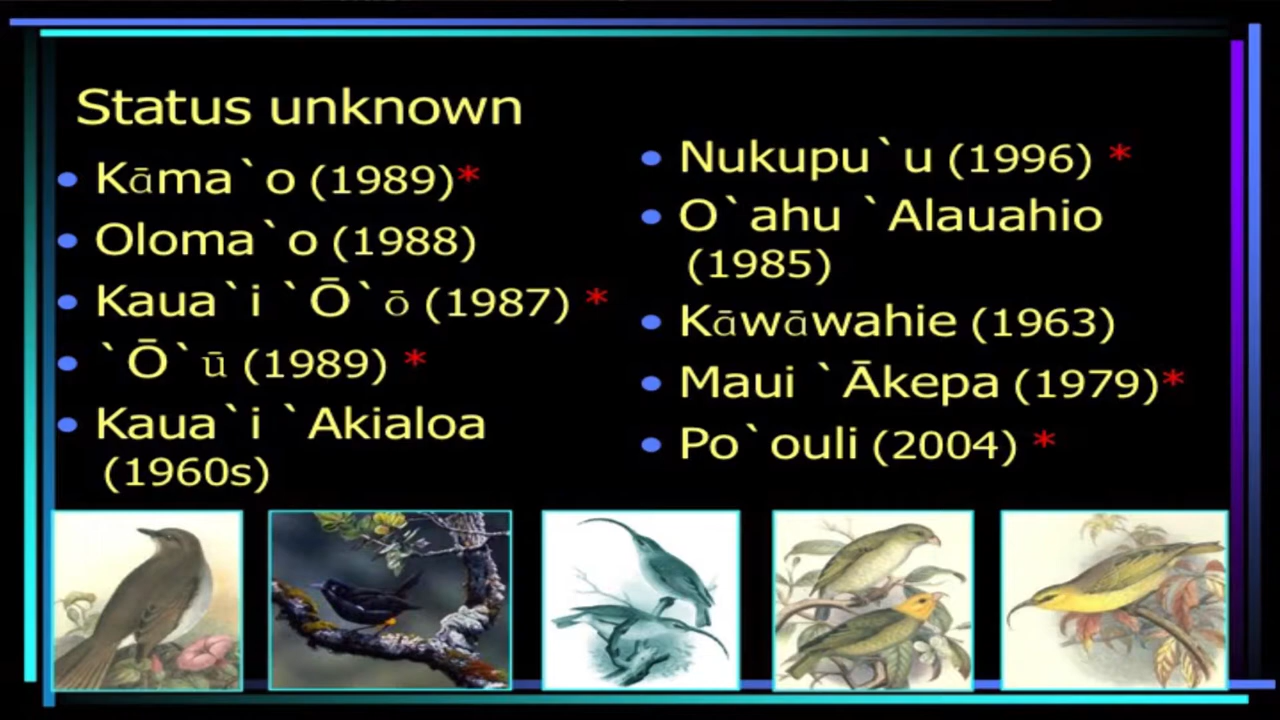 Status unknown
• Kāma`o (1989)*
• Oloma`o (1988)
• Kaua`i `Ō`ō (1987) *
• `Ō`ū (1989) *
• Kaua`i `Akialoa
(1960s)
• Nukupu`u (1996) *
• O`ahu `Alauahio
(1985)
• Kāwāwahie (1963)
• Maui `Ākepa (1979)*
• Po`ouli (2004) *